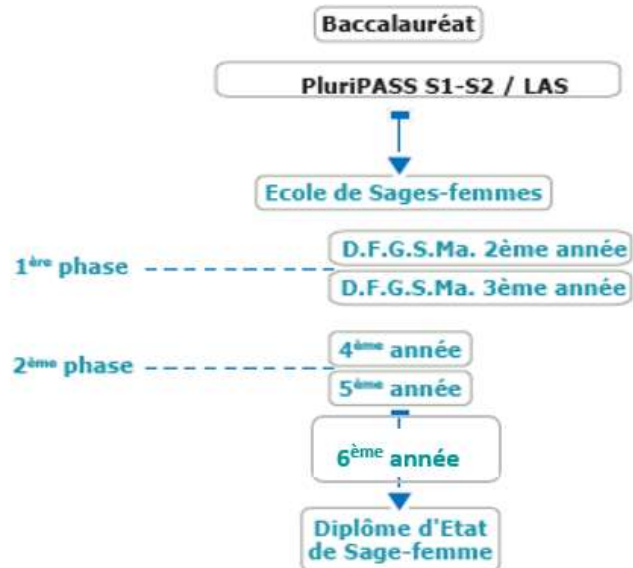 Baccalauréat
PluriPASS S1-S2 / LAS
Ecole de Sages-femmes
1ère phase
D.F.G.S.Ma. 2ème année
D.F.G.S.Ma. 3ème année
2ème phase
4ème année
5ème année
6ème année
Diplôme d'Etat
de Sage-femme